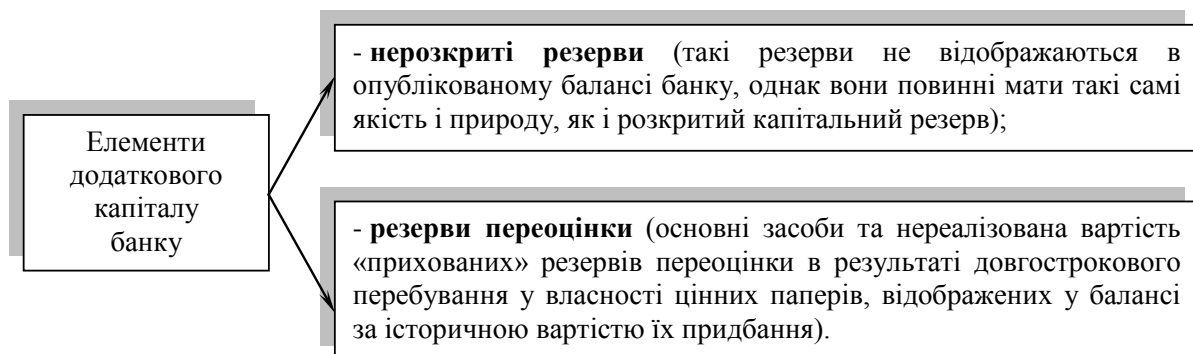 Елементи
додаткового
капіталу
банку
- нерозкриті резерви (такі резерви не відображаються в
опублікованому балансі банку, однак вони повинні мати такі самі
якість і природу, як і розкритий капітальний резерв);
- резерви переоцінки (основні засоби та нереалізована вартість
«прихованих» резервів переоцінки в результаті довгострокового
перебування у власності цінних паперів, відображених у балансі
за історичною вартістю їх придбання).